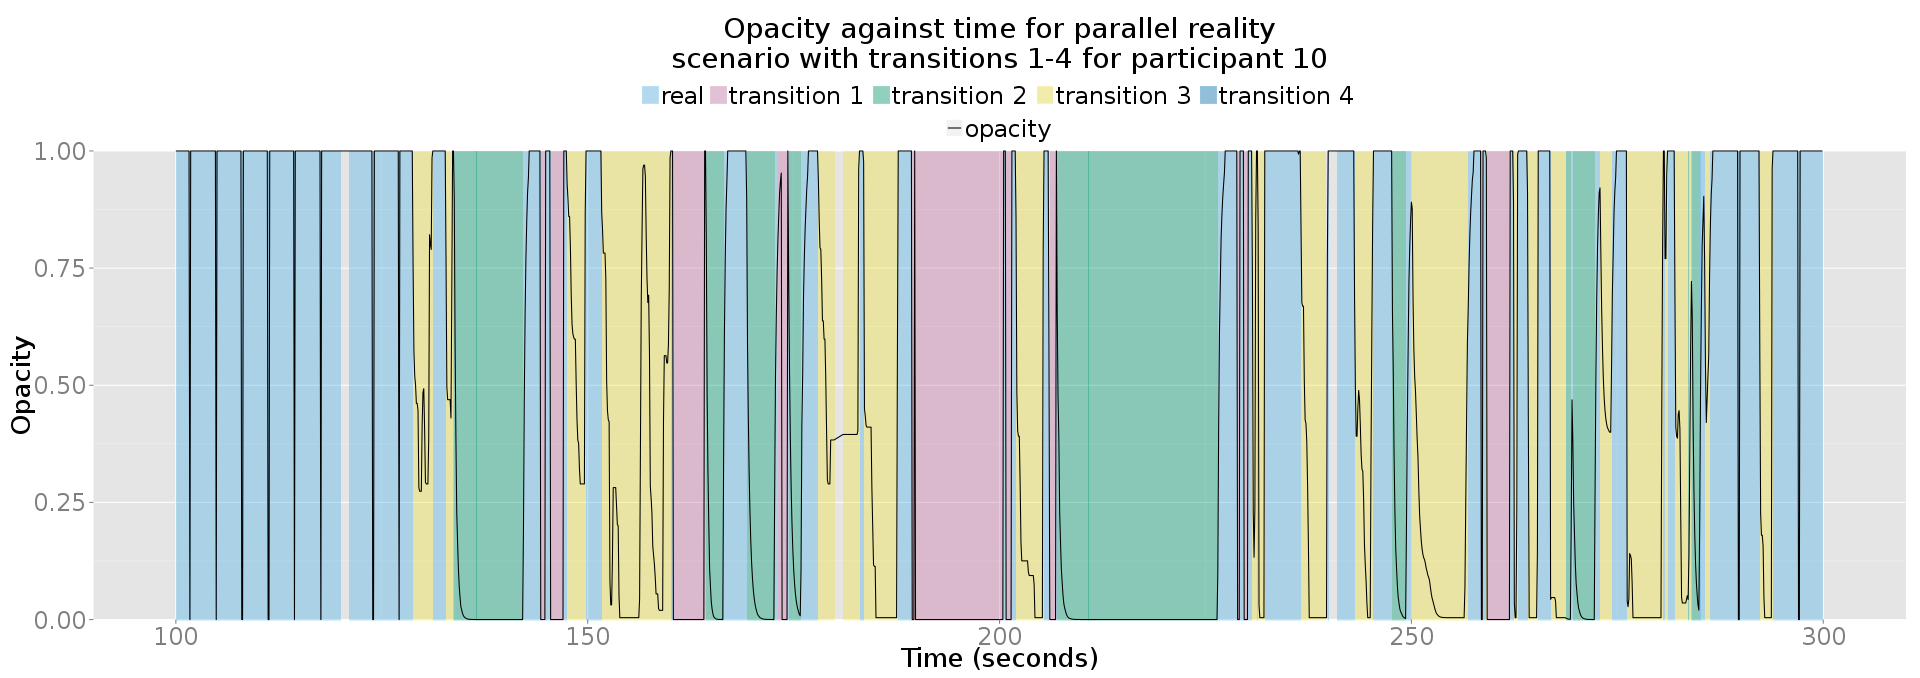 Opacity against time for parallel reality
scenario with transitions 1-4 for participant 10
real transition 1 transition 2 transition 3 transition 4
opacity
1.00
0.75
0.50
0.25
0.00
Opacity
100 150 200 250 300
Time (seconds)